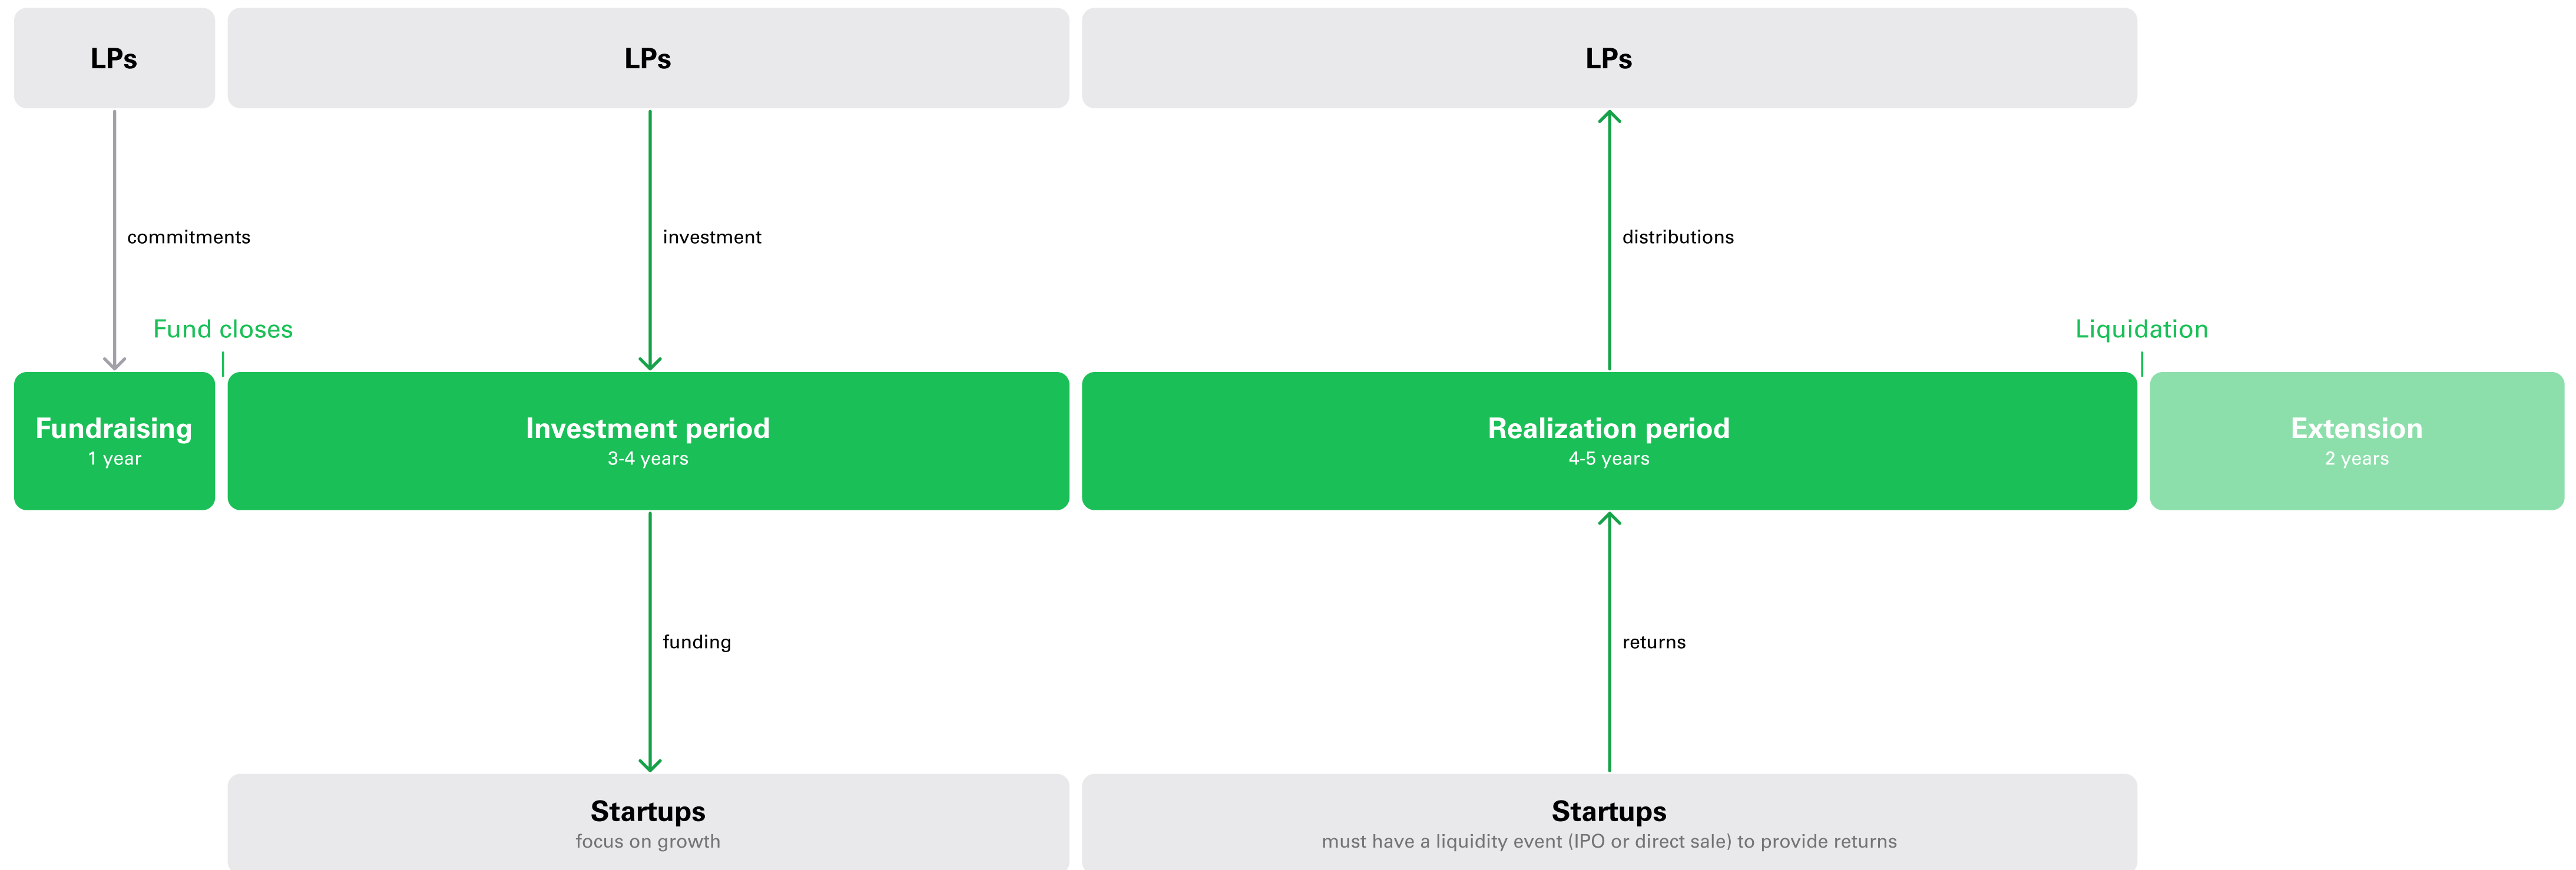 LPs
LPs
LPs
commitments
investment
distributions
Fund closes
Liquidation
Fundraising
1 year
Investment period
3-4 years
Realization period
4-5 years
Extension
2 years
funding
returns
Startups
focus on growth
Startups
must have a liquidity event (IPO or direct sale) to provide returns